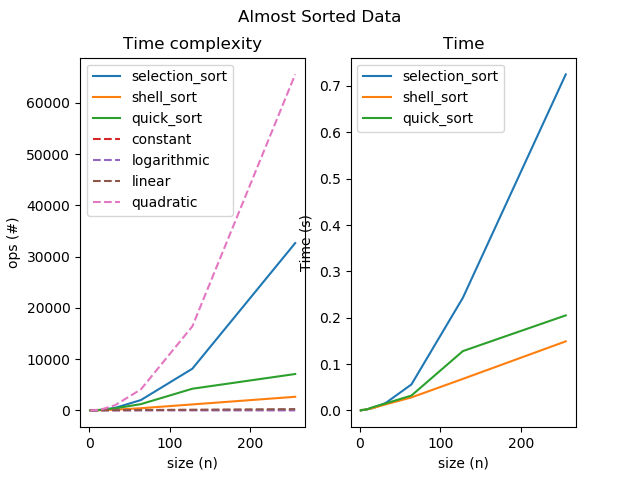 Almost Sorted Data
Time complexity
selection_sort
shell_sort
quick_sort
constant
logarithmic
linear
quadratic
60000
50000
40000
30000
20000
10000
0
ops (#)
0 100 200
size (n)
Time
selection_sort
shell_sort
quick_sort
0.7
0.6
0.5
0.4
0.3
0.2
0.1
0.0
Time (s)
0 100 200
size (n)